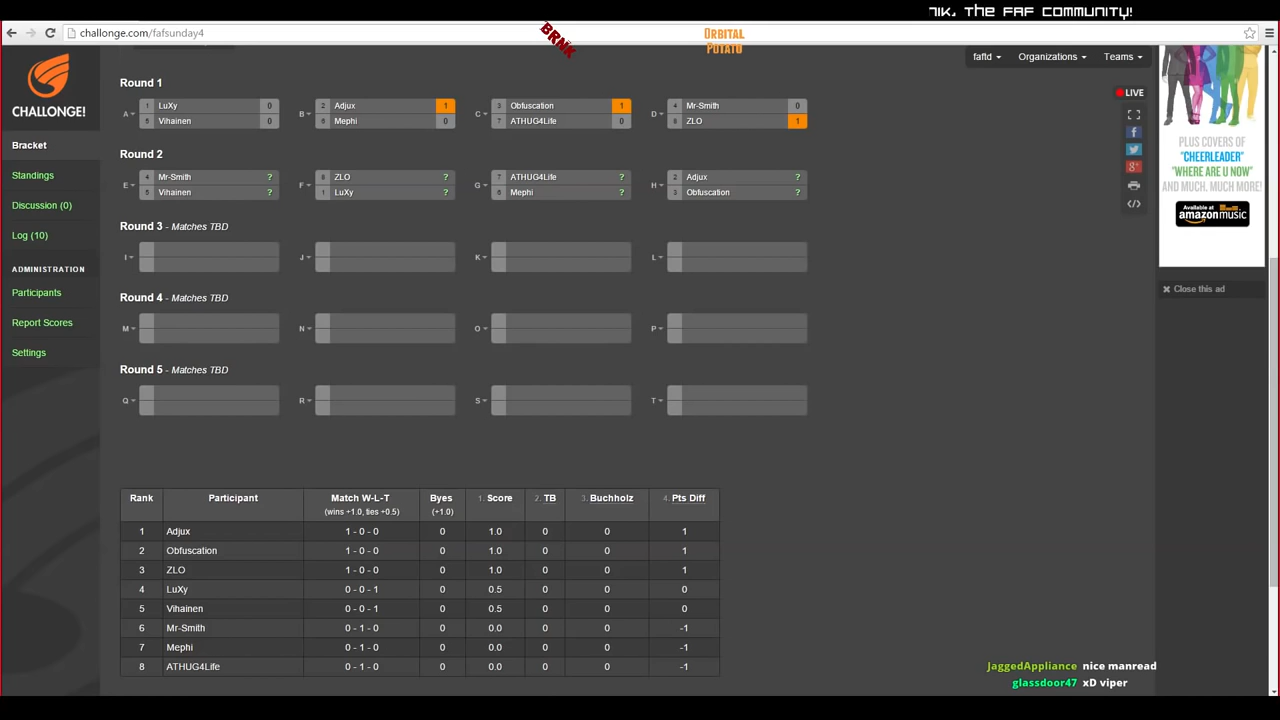 7IK, THE FAF COMMUNITY!
challonge.com/fafsunday4
BRNK
ORBITAL
POTATO
CHALLONGE!
faftd Organizations Teams
Bracket
Standings
Discussion (0)
Log (10)
ADMINISTRATION
Participants
Report Scores
Settings
Round 1
A 1 LuXy 0
5 Vihainen 0
B 2 Adjux 1
6 Mephi 0
C 3 Obfuscation 1
7 ATHUG4Life 0
D 4 Mr-Smith 0
8 ZLO 1
Round 2
E 4 Mr-Smith ?
5 Vihainen ?
F 8 ZLO ?
1 LuXy ?
G 7 ATHUG4Life ?
6 Mephi ?
H 2 Adjux ?
3 Obfuscation ?
Round 3 - Matches TBD
I J K L
Round 4 - Matches TBD
M N O P
Round 5 - Matches TBD
Q R S T
Rank Participant Match W-L-T Byes 1. Score 2. TB 3. Buchholz 4. Pts Diff
(wins +1.0, ties +0.5) (+1.0)
1 Adjux 1 - 0 - 0 0 1.0 0 0 1
2 Obfuscation 1 - 0 - 0 0 1.0 0 0 1
3 ZLO 1 - 0 - 0 0 1.0 0 0 1
4 LuXy 0 - 0 - 1 0 0.5 0 0 0
5 Vihainen 0 - 0 - 1 0 0.5 0 0 0
6 Mr-Smith 0 - 1 - 0 0 0.0 0 0 -1
7 Mephi 0 - 1 - 0 0 0.0 0 0 -1
8 ATHUG4Life 0 - 1 - 0 0 0.0 0 0 -1
LIVE
PLUS COVERS OF
"CHEERLEADER"
"WHERE ARE U NOW"
AND MUCH, MUCH MORE!
Available at
amazonmusic
Close this ad
JaggedAppliance nice manread
glassdoor47 xD viper